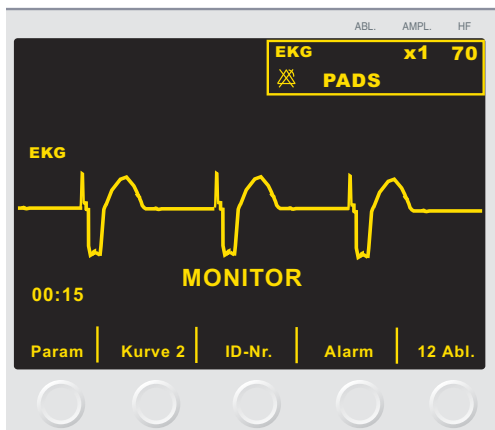 ABL. AMPL. HF
EKG x1 70
PADS
EKG
MONITOR
00:15
Param Kurve 2 ID-Nr. Alarm 12 Abl.